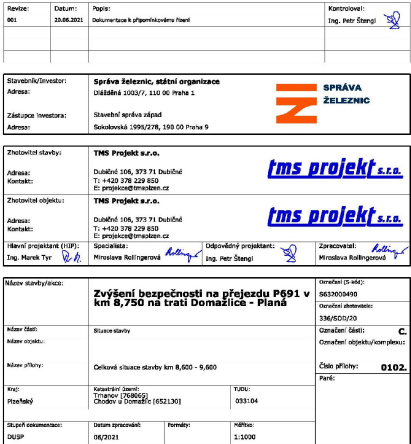 Revize: Datum: Popis: Kontroloval:
001 20.06.2021 Dokumentace k připomínkovému řízení Ing. Petr Štengl
Stavebník/Investor: Správa železnic, státní organizace
Adresa: Dlážděná 1003/7, 110 00 Praha 1
SPRÁVA
ŽELEZNIC
Zástupce investora: Stavební správa západ
Adresa: Sokolovská 1995/278, 190 00 Praha 9
Zhotovitel stavby: TMS Projekt s.r.o.
tms projekt s.r.o.
Adresa: Dubičné 106, 373 71 Dubičné
Kontakt: T: +420 378 229 850
E: projekce@tmsplzen.cz
Zhotovitel objektu: TMS Projekt s.r.o.
tms projekt s.r.o.
Adresa: Dubičné 106, 373 71 Dubičné
Kontakt: T: +420 378 229 850
E: projekce@tmsplzen.cz
Hlavní projektant (HIP): Specialista: Odpovědný projektant: Zpracovatel:
Ing. Marek Tyr Miroslava Rollingerová Ing. Petr Štengl Miroslava Rollingerová
Název stavby/akce: Označení (S-kód):
Zvýšení bezpečnosti na přejezdu P691 v
km 8,750 na trati Domažlice - Planá
S632000490
Označení zhotovitele:
336/SDD/20
Název části: Situace stavby Označení části: C.
Název objektu: Označení objektu/komplexu:
Název přílohy: Celková situace stavby km 8,600 - 9,600 Číslo přílohy: 0102.
Paré:
Kraj: Katastrální území: TUDU:
Plzeňský Trnanov [768065]
Chodov u Domažlic [652130] 033104
Stupeň dokumentace: Datum zpracování: Formáty: Měřítko:
DUSP 06/2021 1:1000